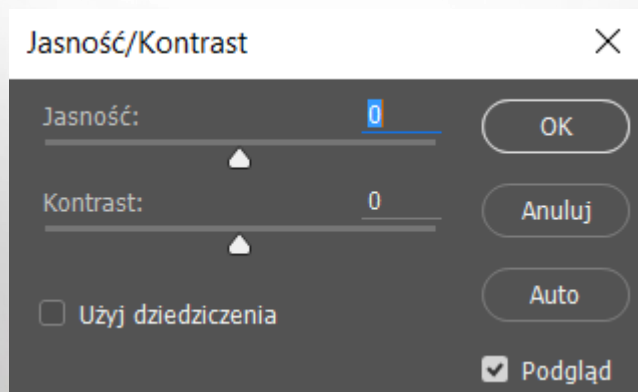 Jasność/Kontrast
Jasność: 0
OK
Kontrast: 0
Anuluj
Auto
Użyj dziedziczenia
Podgląd